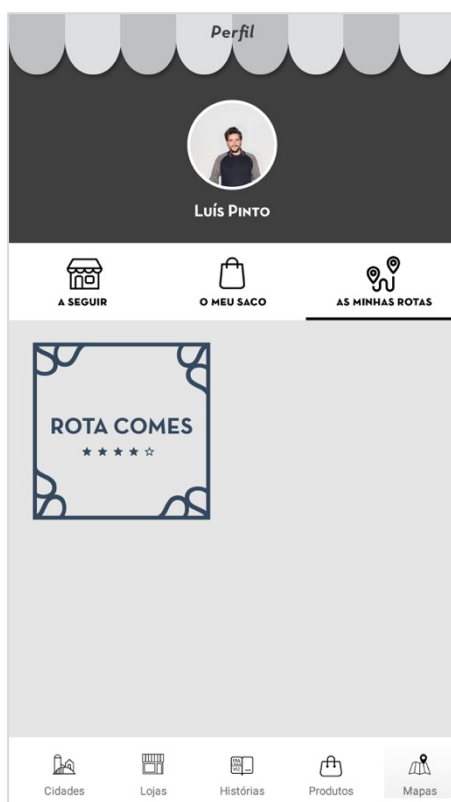 Perfil
Luís Pinto
A SEGUIR
O MEU SACO
AS MINHAS ROTAS
ROTA COMES
Cidades
Lojas
Histórias
Produtos
Mapas